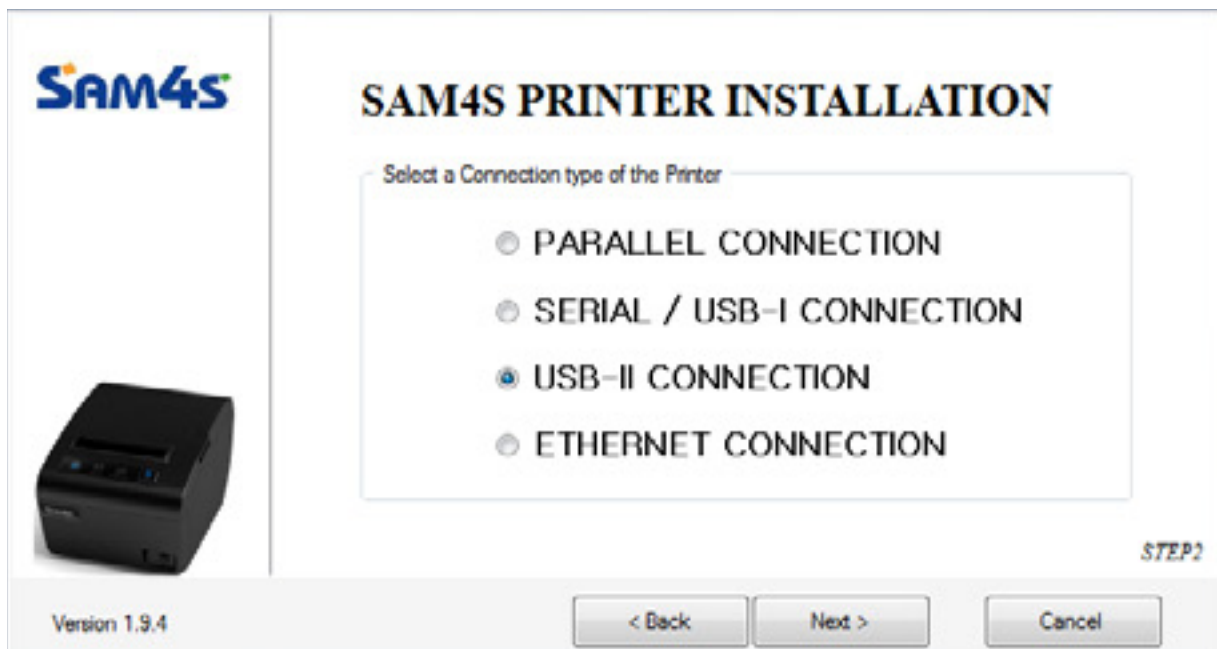 SAM4S
SAM4S PRINTER INSTALLATION
Select a Connection type of the Printer
PARALLEL CONNECTION
SERIAL / USB-I CONNECTION
USB-II CONNECTION
ETHERNET CONNECTION
STEP2
Version 1.9.4
< Back
Next >
Cancel